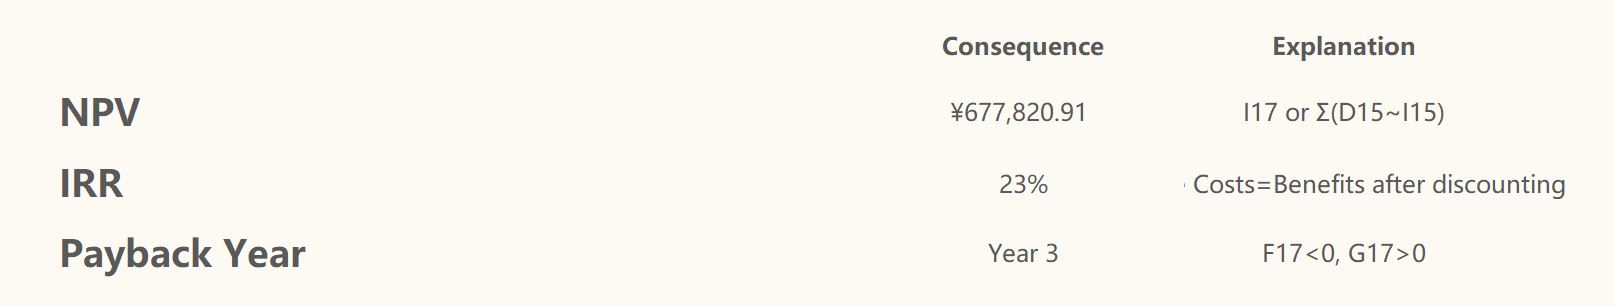 Consequence Explanation
NPV ¥677,820.91 I17 or Σ(D15~I15)
IRR 23% Costs=Benefits after discounting
Payback Year Year 3 F17<0, G17>0